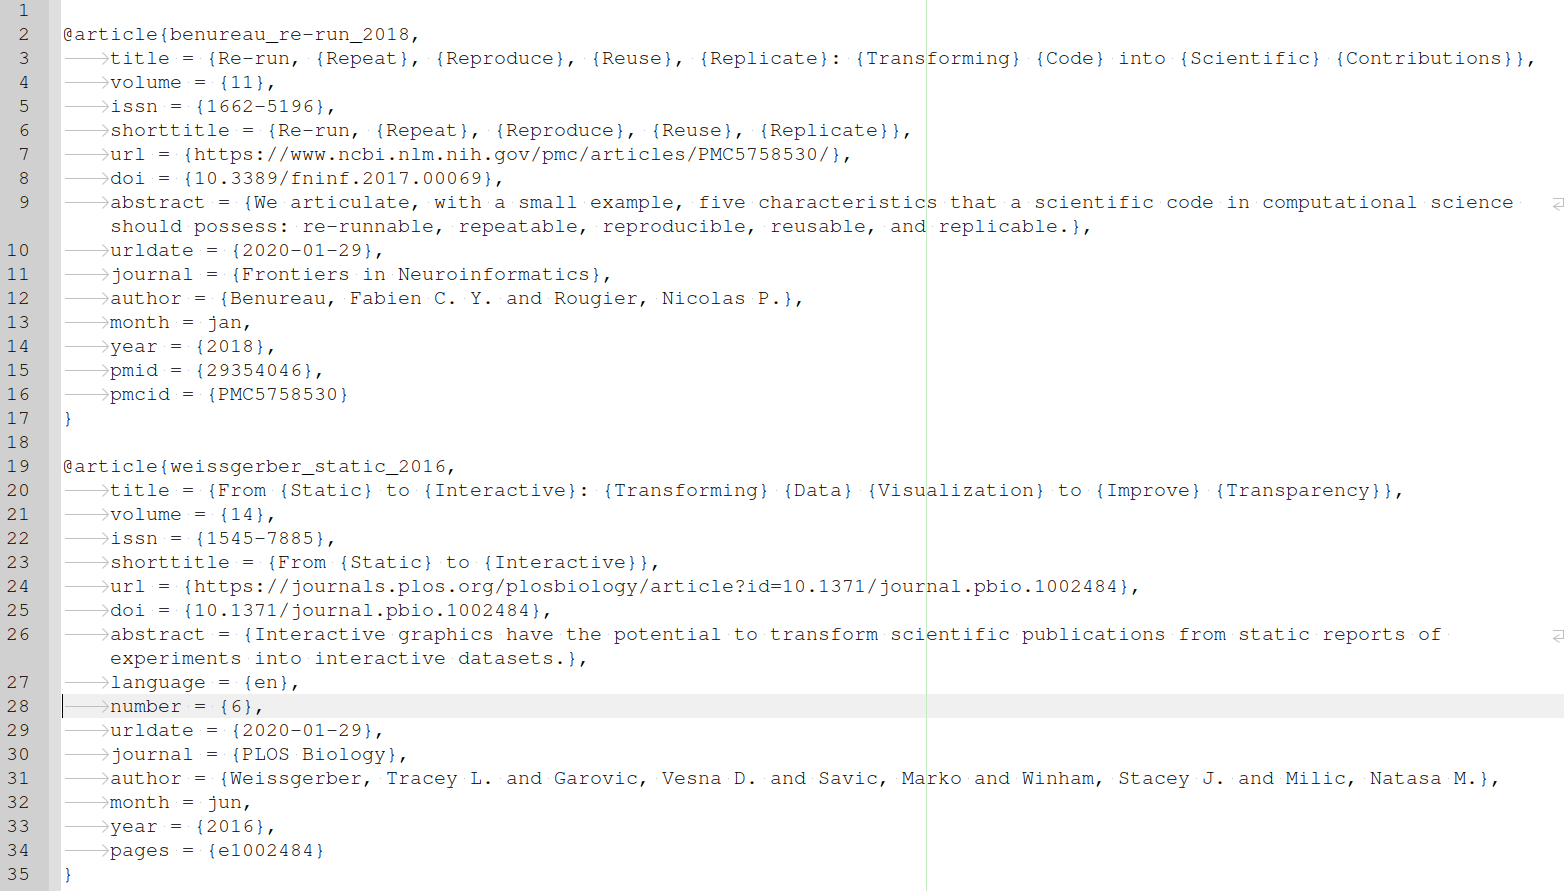 1
2 @article{benureau_re-run_2018,
3 title = {Re-run, {Repeat}, {Reproduce}, {Reuse}, {Replicate}: {Transforming} {Code} into {Scientific} {Contributions}},
4 volume = {11},
5 issn = {1662-5196},
6 shorttitle = {Re-run, {Repeat}, {Reproduce}, {Reuse}, {Replicate}},
7 url = {https://www.ncbi.nlm.nih.gov/pmc/articles/PMC5758530/},
8 doi = {10.3389/fninf.2017.00069},
9 abstract = {We articulate, with a small example, five characteristics that a scientific code in computational science
should possess: re-runnable, repeatable, reproducible, reusable, and replicable.},
10 urldate = {2020-01-29},
11 journal = {Frontiers in Neuroinformatics},
12 author = {Benureau, Fabien C. Y. and Rougier, Nicolas P.},
13 month = jan,
14 year = {2018},
15 pmid = {29354046},
16 pmcid = {PMC5758530}
17 }
18
19 @article{weissgerber_static_2016,
20 title = {From {Static} to {Interactive}: {Transforming} {Data} {Visualization} to {Improve} {Transparency}},
21 volume = {14},
22 issn = {1545-7885},
23 shorttitle = {From {Static} to {Interactive}},
24 url = {https://journals.plos.org/plosbiology/article?id=10.1371/journal.pbio.1002484},
25 doi = {10.1371/journal.pbio.1002484},
26 abstract = {Interactive graphics have the potential to transform scientific publications from static reports of
experiments into interactive datasets.},
27 language = {en},
28 number = {6},
29 urldate = {2020-01-29},
30 journal = {PLOS Biology},
31 author = {Weissgerber, Tracey L. and Garovic, Vesna D. and Savic, Marko and Winham, Stacey J. and Milic, Natasa M.},
32 month = jun,
33 year = {2016},
34 pages = {e1002484}
35 }